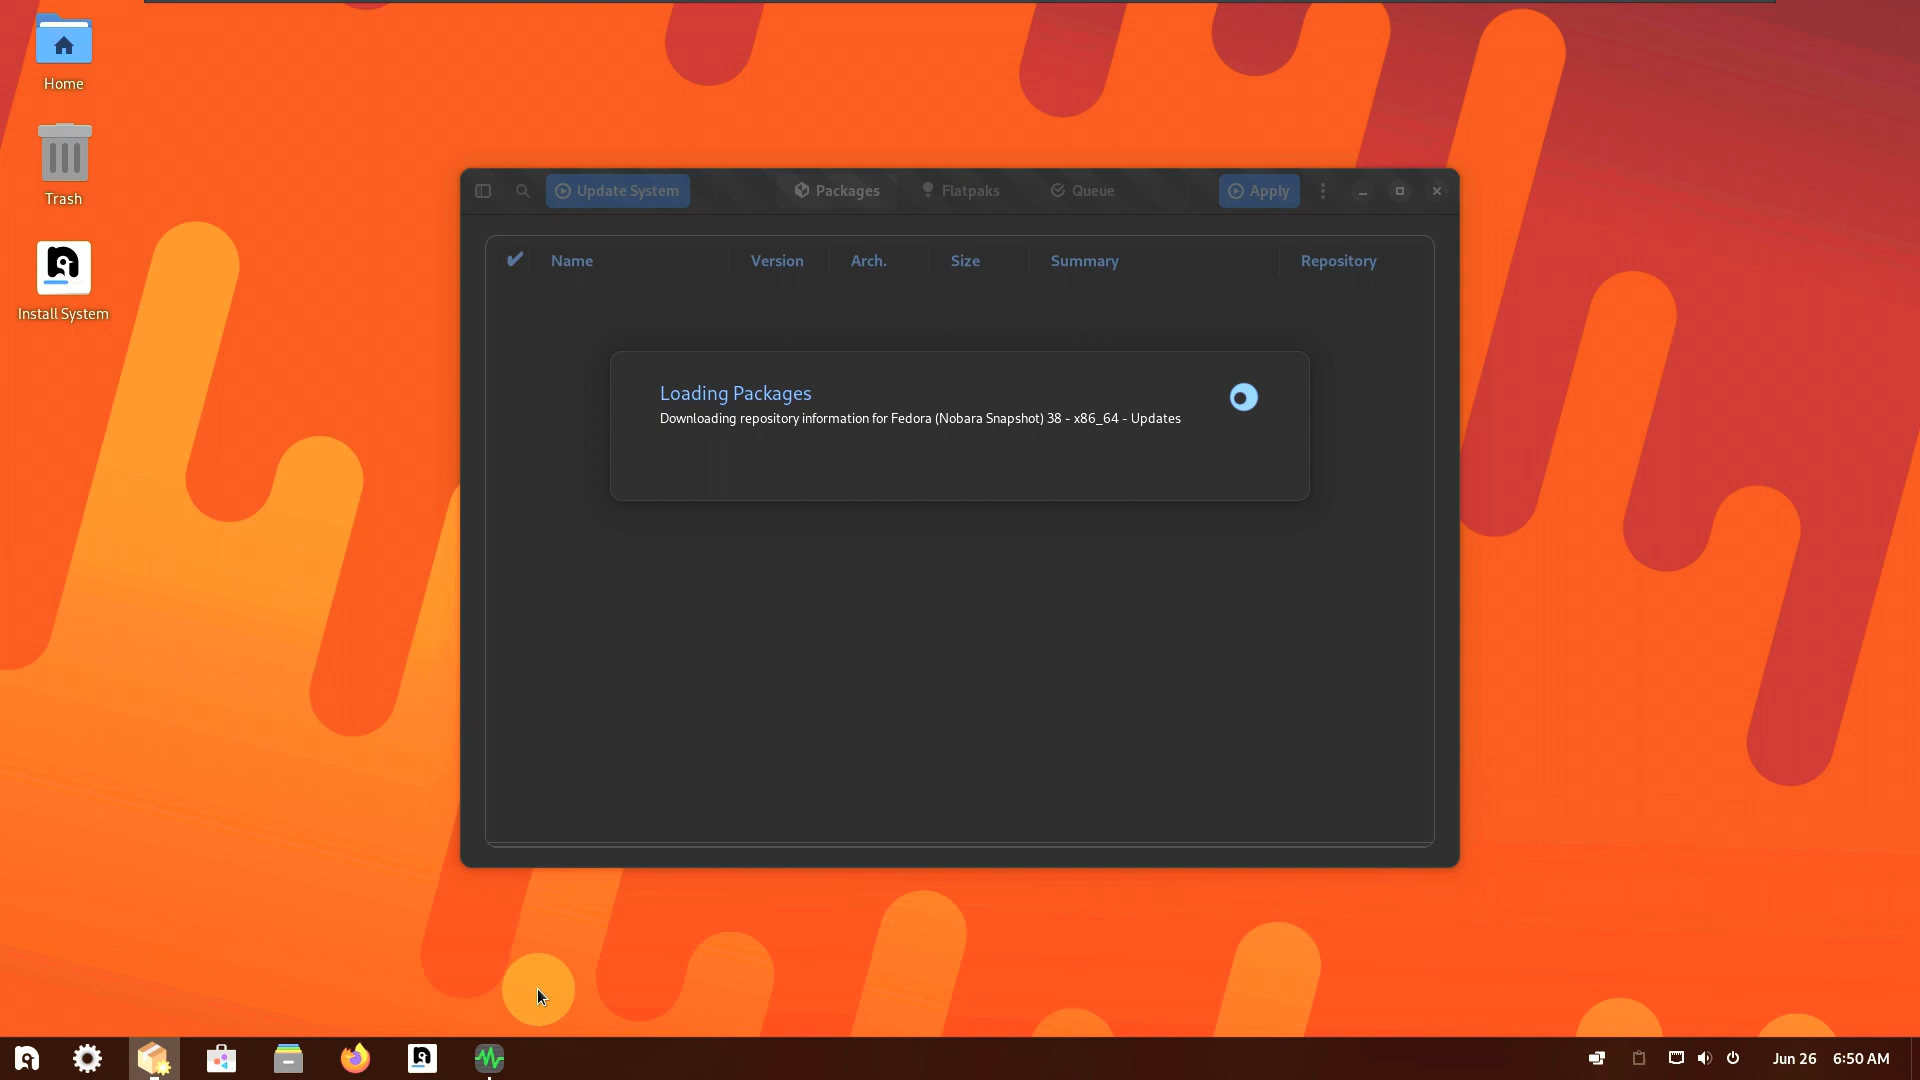 Home
Trash
Install System
Update System
Packages
Flatpaks
Queue
Apply
Name
Version
Arch.
Size
Summary
Repository
Loading Packages
Downloading repository information for Fedora (Nobara Snapshot) 38 - x86_64 - Updates
Jun 26 6:50 AM